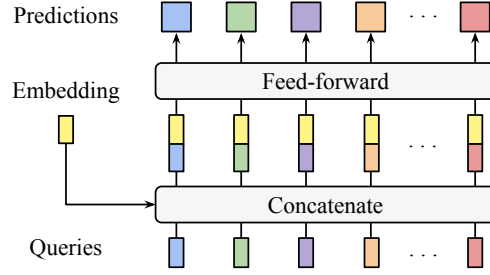 Predictions
. . .
Feed-forward
Embedding
. . .
Concatenate
Queries
. . .